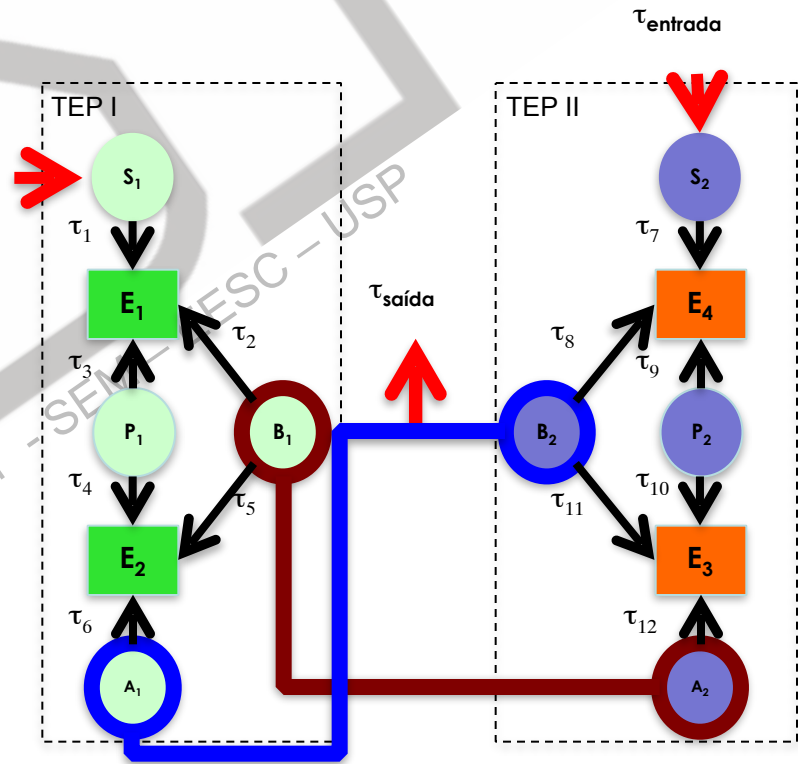 τentrada
TEP I
TEP II
S₁
S₂
τ₁
τ₇
E₁
E₄
τsaída
τ₂
τ₈
τ₃
τ₉
P₁
B₁
B₂
P₂
τ₄
τ₅
τ₁₁
τ₁₀
E₂
E₃
τ₆
τ₁₂
A₁
A₂
- SEM – EESC – USP